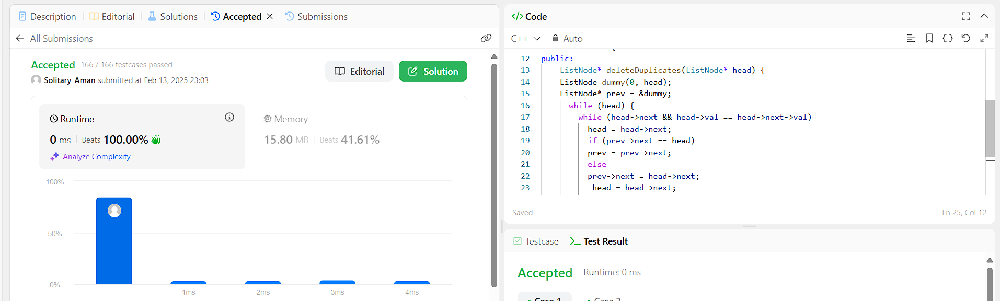 Description Editorial Solutions Accepted Submissions
All Submissions
Accepted 166 / 166 testcases passed
Solitary_Aman submitted at Feb 13, 2025 23:03
Editorial Solution
Runtime
0 ms Beats 100.00%
Analyze Complexity
Memory
15.80 MB Beats 41.61%
100%
50%
0%
1ms 2ms 3ms 4ms
Code
C++ Auto
12 public:
13 ListNode* deleteDuplicates(ListNode* head) {
14 ListNode dummy(0, head);
15 ListNode* prev = &dummy;
16 while (head) {
17 while (head->next && head->val == head->next->val)
18 head = head->next;
19 if (prev->next == head)
20 prev = prev->next;
21 else
22 prev->next = head->next;
23 head = head->next;
Saved Ln 25, Col 12
Testcase Test Result
Accepted Runtime: 0 ms
Case 1 Case 2